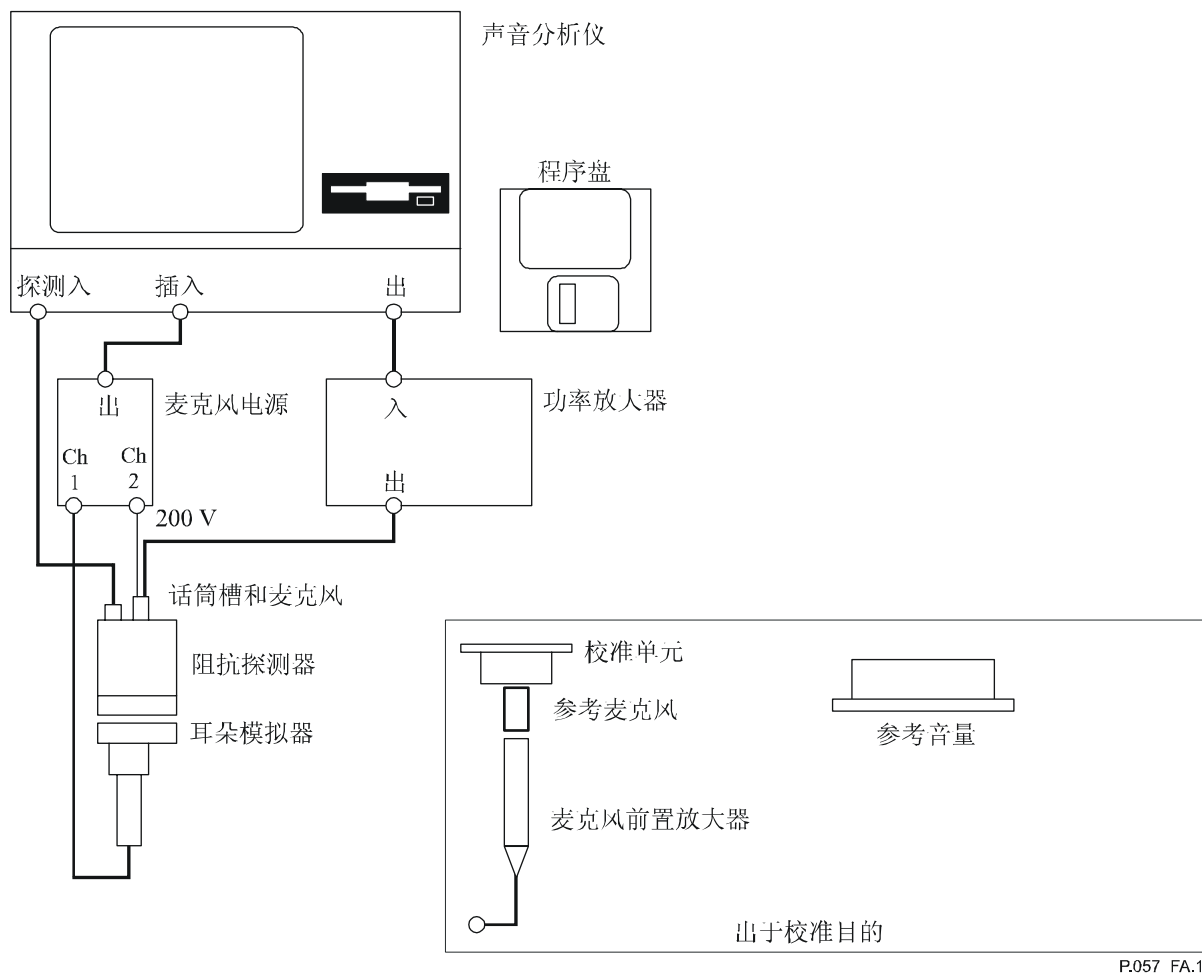 声音分析仪
程序盘
探测入 插入 出
出 麦克风电源 入 功率放大器
Ch Ch
1 2 出
200 V
话筒槽和麦克风
阻抗探测器 校准单元
参考麦克风
耳朵模拟器 参考音量
麦克风前置放大器
出于校准目的
P.057_FA.1